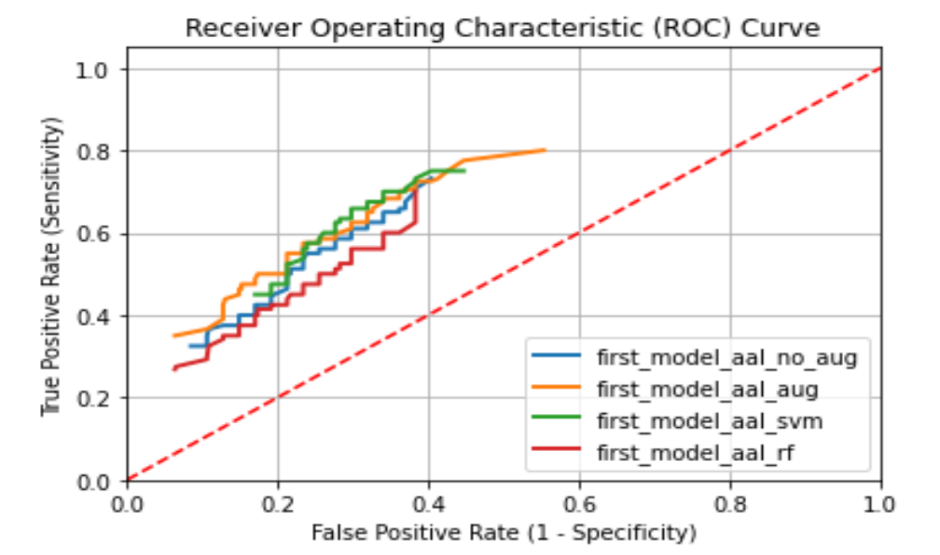 Receiver Operating Characteristic (ROC) Curve
True Positive Rate (Sensitivity)
1.0
0.8
0.6
0.4
0.2
0.0
0.0 0.2 0.4 0.6 0.8 1.0
False Positive Rate (1 - Specificity)
first_model_aal_no_aug
first_model_aal_aug
first_model_aal_svm
first_model_aal_rf